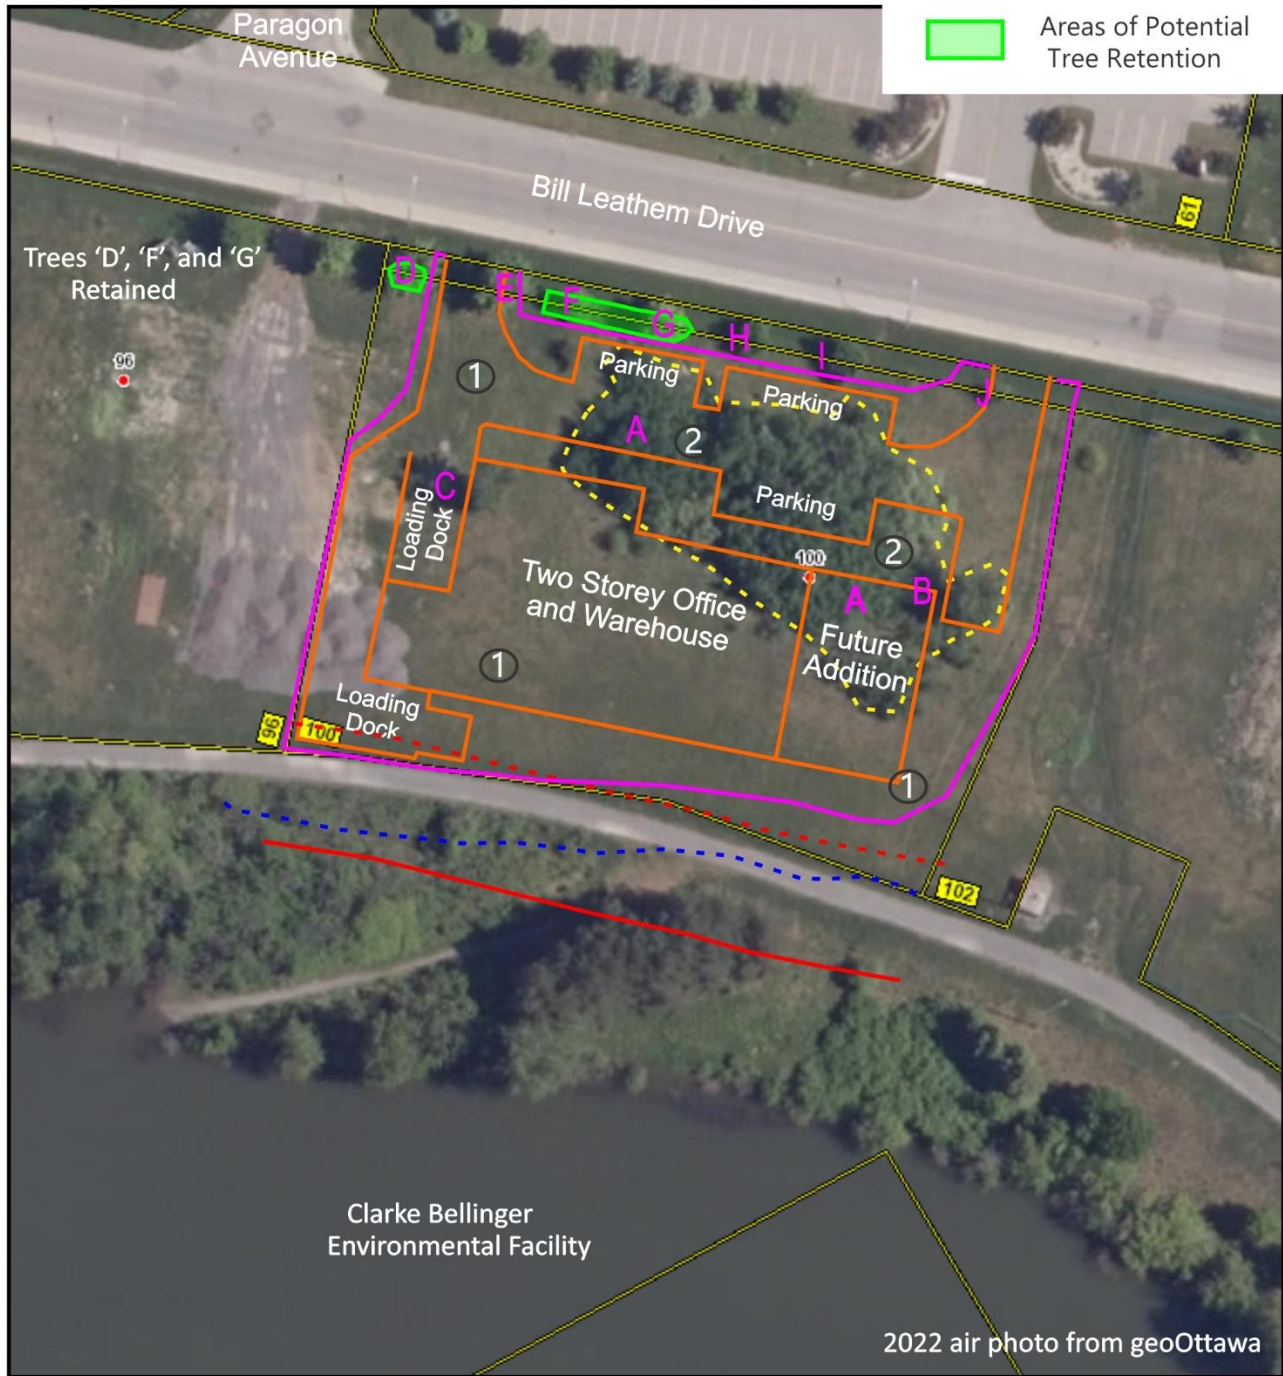 Paragon
Avenue
Areas of Potential
Tree Retention
Bill Leathem Drive
61
Trees ‘D’, ‘F’, and ‘G’
Retained
D
E
F
G
H
I
J
96
1
Parking
Parking
A
2
C
Loading
Dock
Parking
2
100
A
B
Two Storey Office
and Warehouse
Future
Addition
1
Loading
Dock
96
100
1
102
Clarke Bellinger
Environmental Facility
2022 air photo from geoOttawa